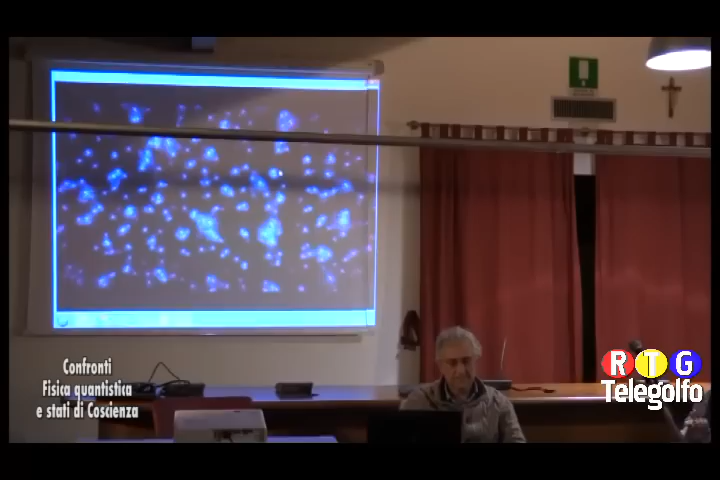 Confronti
Fisica quantistica
e stati di Coscienza
RTG
Telegolfo